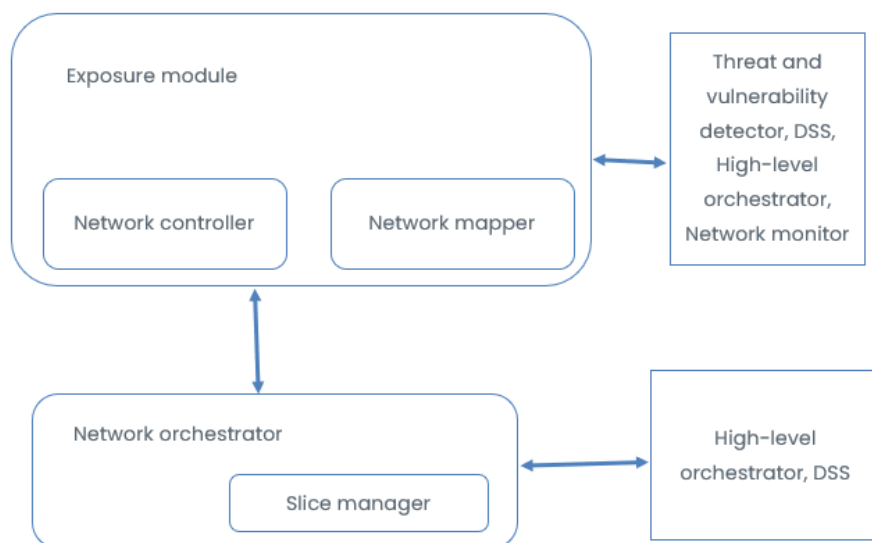 Exposure module
Network controller
Network mapper
Threat and
vulnerability
detector, DSS,
High-level
orchestrator,
Network monitor
Network orchestrator
Slice manager
High-level
orchestrator, DSS